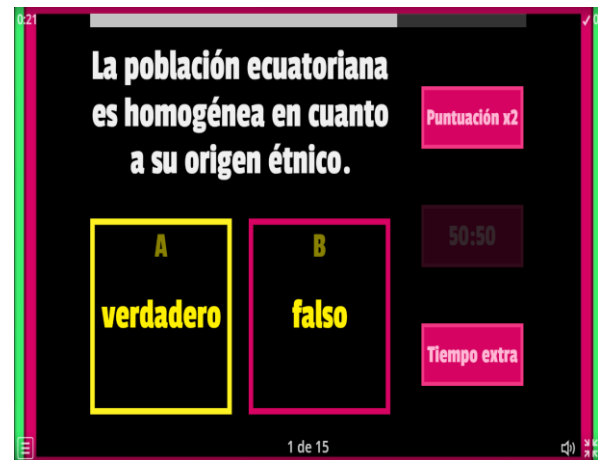 0:21
La población ecuatoriana
es homogénea en cuanto
a su origen étnico.
Puntuación x2
50:50
Tiempo extra
A
verdadero
B
falso
1 de 15